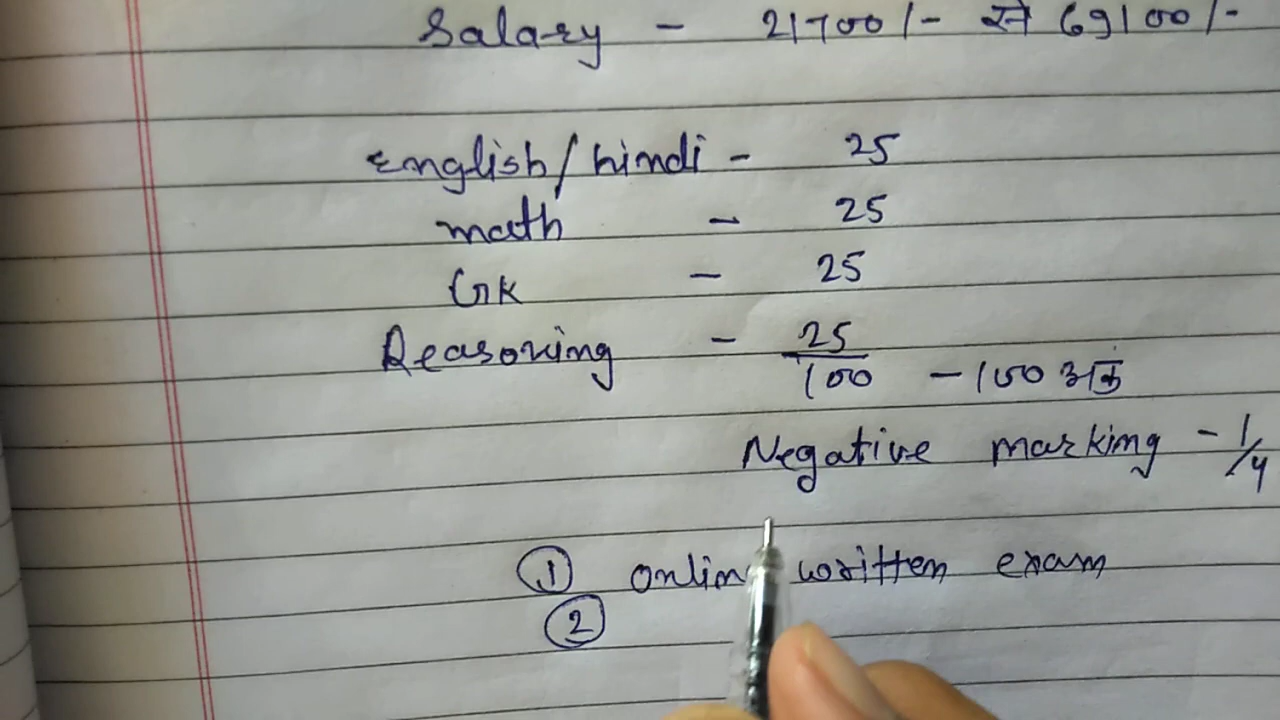 Salary - 21700/- से 69100/-
English/hindi - 25
math - 25
GK - 25
Reasoning - 25
100 - 100 अंक
Negative marking - 1/4
① online written exam
②